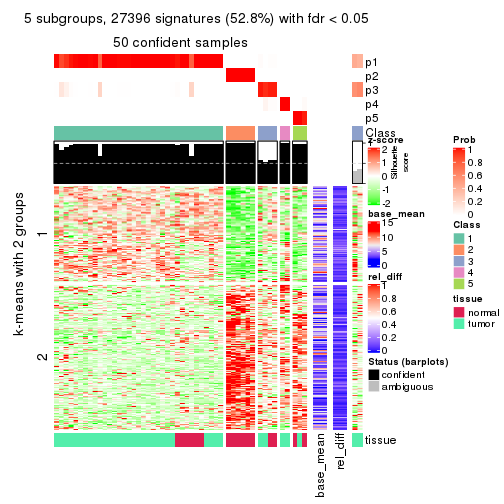 5 subgroups, 27396 signatures (52.8%) with fdr < 0.05
50 confident samples
p1
p2
p3
p4
p5
Class
1
Silhouette score
k-means with 2 groups
1
2
base_mean
rel_diff
tissue
z-score
2
1
0
-1
-2
base_mean
15
10
5
0
rel_diff
1
0.8
0.6
0.4
0.2
0
Status (barplots)
confident
ambiguous
Prob
1
0.8
0.6
0.4
0.2
0
Class
1
2
3
4
5
tissue
normal
tumor